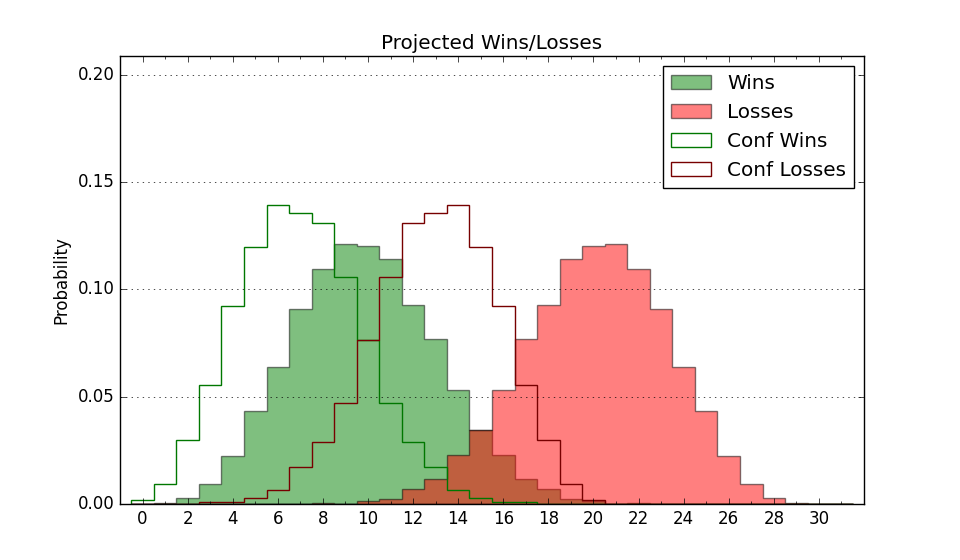 Projected Wins/Losses
Wins
Losses
Conf Wins
Conf Losses
Probability
0.20
0.15
0.10
0.05
0.00
0 2 4 6 8 10 12 14 16 18 20 22 24 26 28 30